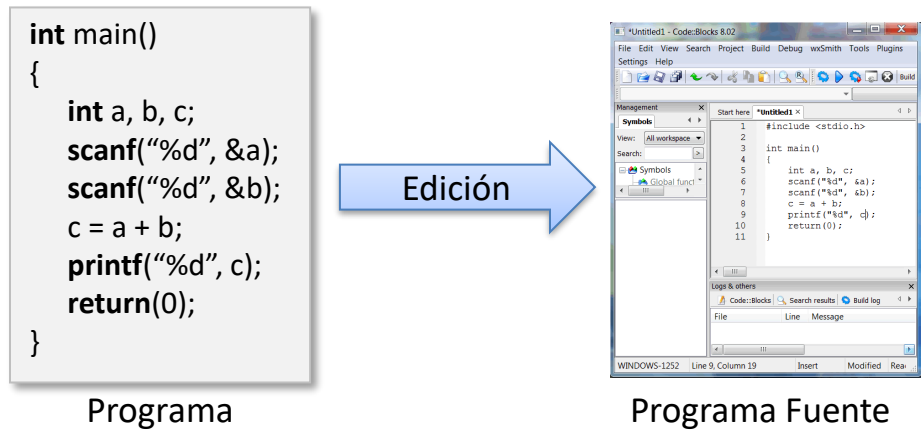 int main()
{
int a, b, c;
scanf(“%d”, &a);
scanf(“%d”, &b);
c = a + b;
printf(“%d”, c);
return(0);
}
Programa
Edición
*Untitled1 - Code::Blocks 8.02
File Edit View Search Project Build Debug wxSmith Tools Plugins
Settings Help
Build
Management
Symbols
View: All workspace
Search:
Symbols
Global funct
Start here *Untitled1
1 #include <stdio.h>
2
3 int main()
4 {
5 int a, b, c;
6 scanf("%d", &a);
7 scanf("%d", &b);
8 c = a + b;
9 printf("%d", c);
10 return(0);
11 }
Logs & others
Code::Blocks Search results Build log
File Line Message
WINDOWS-1252 Line 9, Column 19 Insert Modified Rea
Programa Fuente